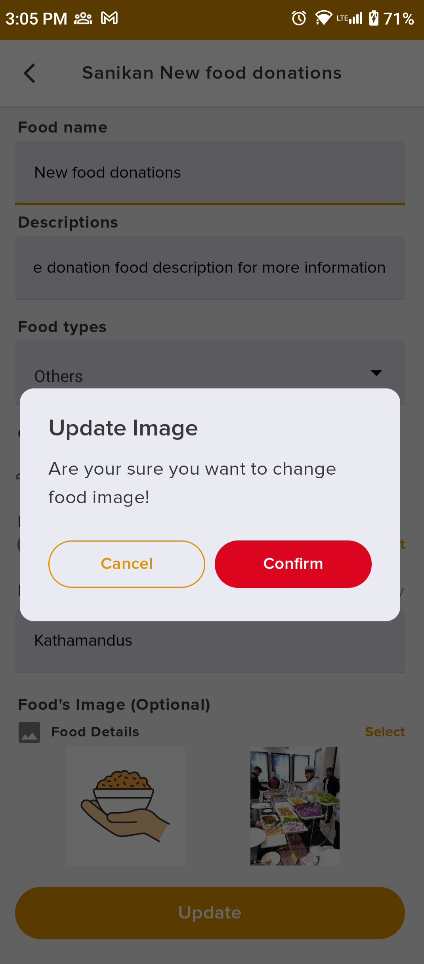 3:05 PM
LTE
71%
Sanikan New food donations
Food name
New food donations
Descriptions
e donation food description for more information
Food types
Others
Update Image
Are your sure you want to change
food image!
Cancel
Confirm
Kathamandus
Food's Image (Optional)
Food Details
Select
Update